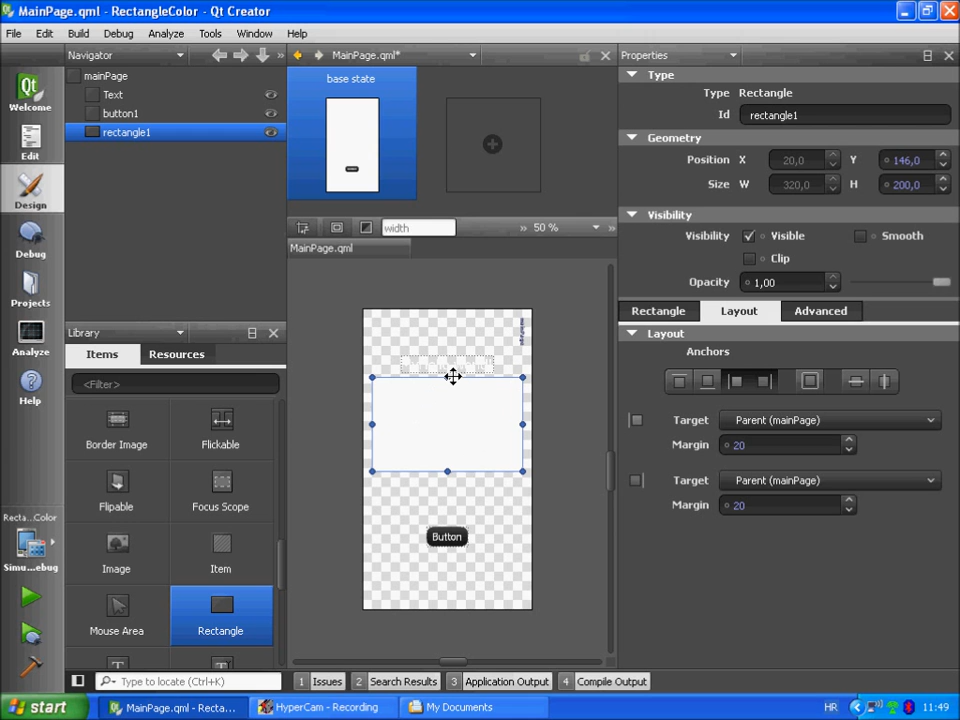 MainPage.qml - RectangleColor - Qt Creator
File Edit Build Debug Analyze Tools Window Help
Welcome
Edit
Design
Debug
Projects
Analyze
Help
Recta...Color
Simu...ebug
Navigator
»
mainPage
Text
button1
rectangle1
Library
Items
Resources
<Filter>
Border Image
Flickable
Flipable
Focus Scope
Image
Item
Mouse Area
Rectangle
MainPage.qml*
base state
width
» 50 %
»
MainPage.qml
mainPage
Button
Properties
Type
Type Rectangle
Id rectangle1
Geometry
Position X 20,0 Y 146,0
Size W 320,0 H 200,0
Visibility
Visibility Visible Smooth
Clip
Opacity 1,00
Rectangle Layout Advanced
Layout
Anchors
Target Parent (mainPage)
Margin 20
Target Parent (mainPage)
Margin 20
Type to locate (Ctrl+K)
1 Issues 2 Search Results 3 Application Output 4 Compile Output
start
MainPage.qml - Recta...
HyperCam - Recording
My Documents
HR
11:49